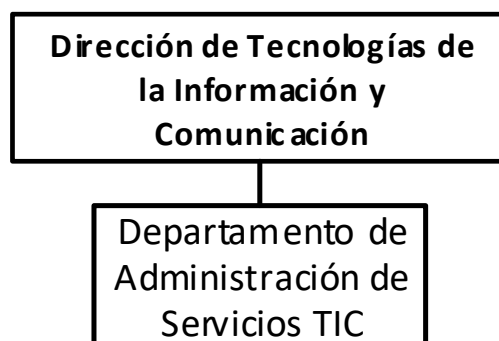 Dirección de Tecnologías de
la Información y
Comunicación
Departamento de
Administración de
Servicios TIC